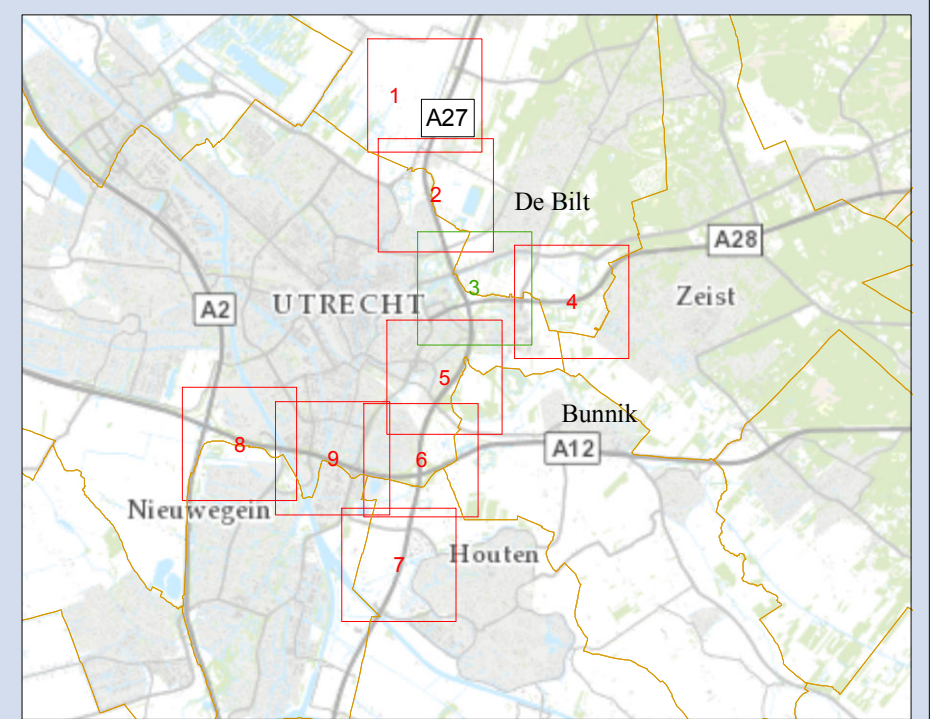 1
A27
2
De Bilt
A28
3
4
Zeist
A2
UTRECHT
5
Bunnik
8
9
6
A12
Nieuwegein
Houten
7